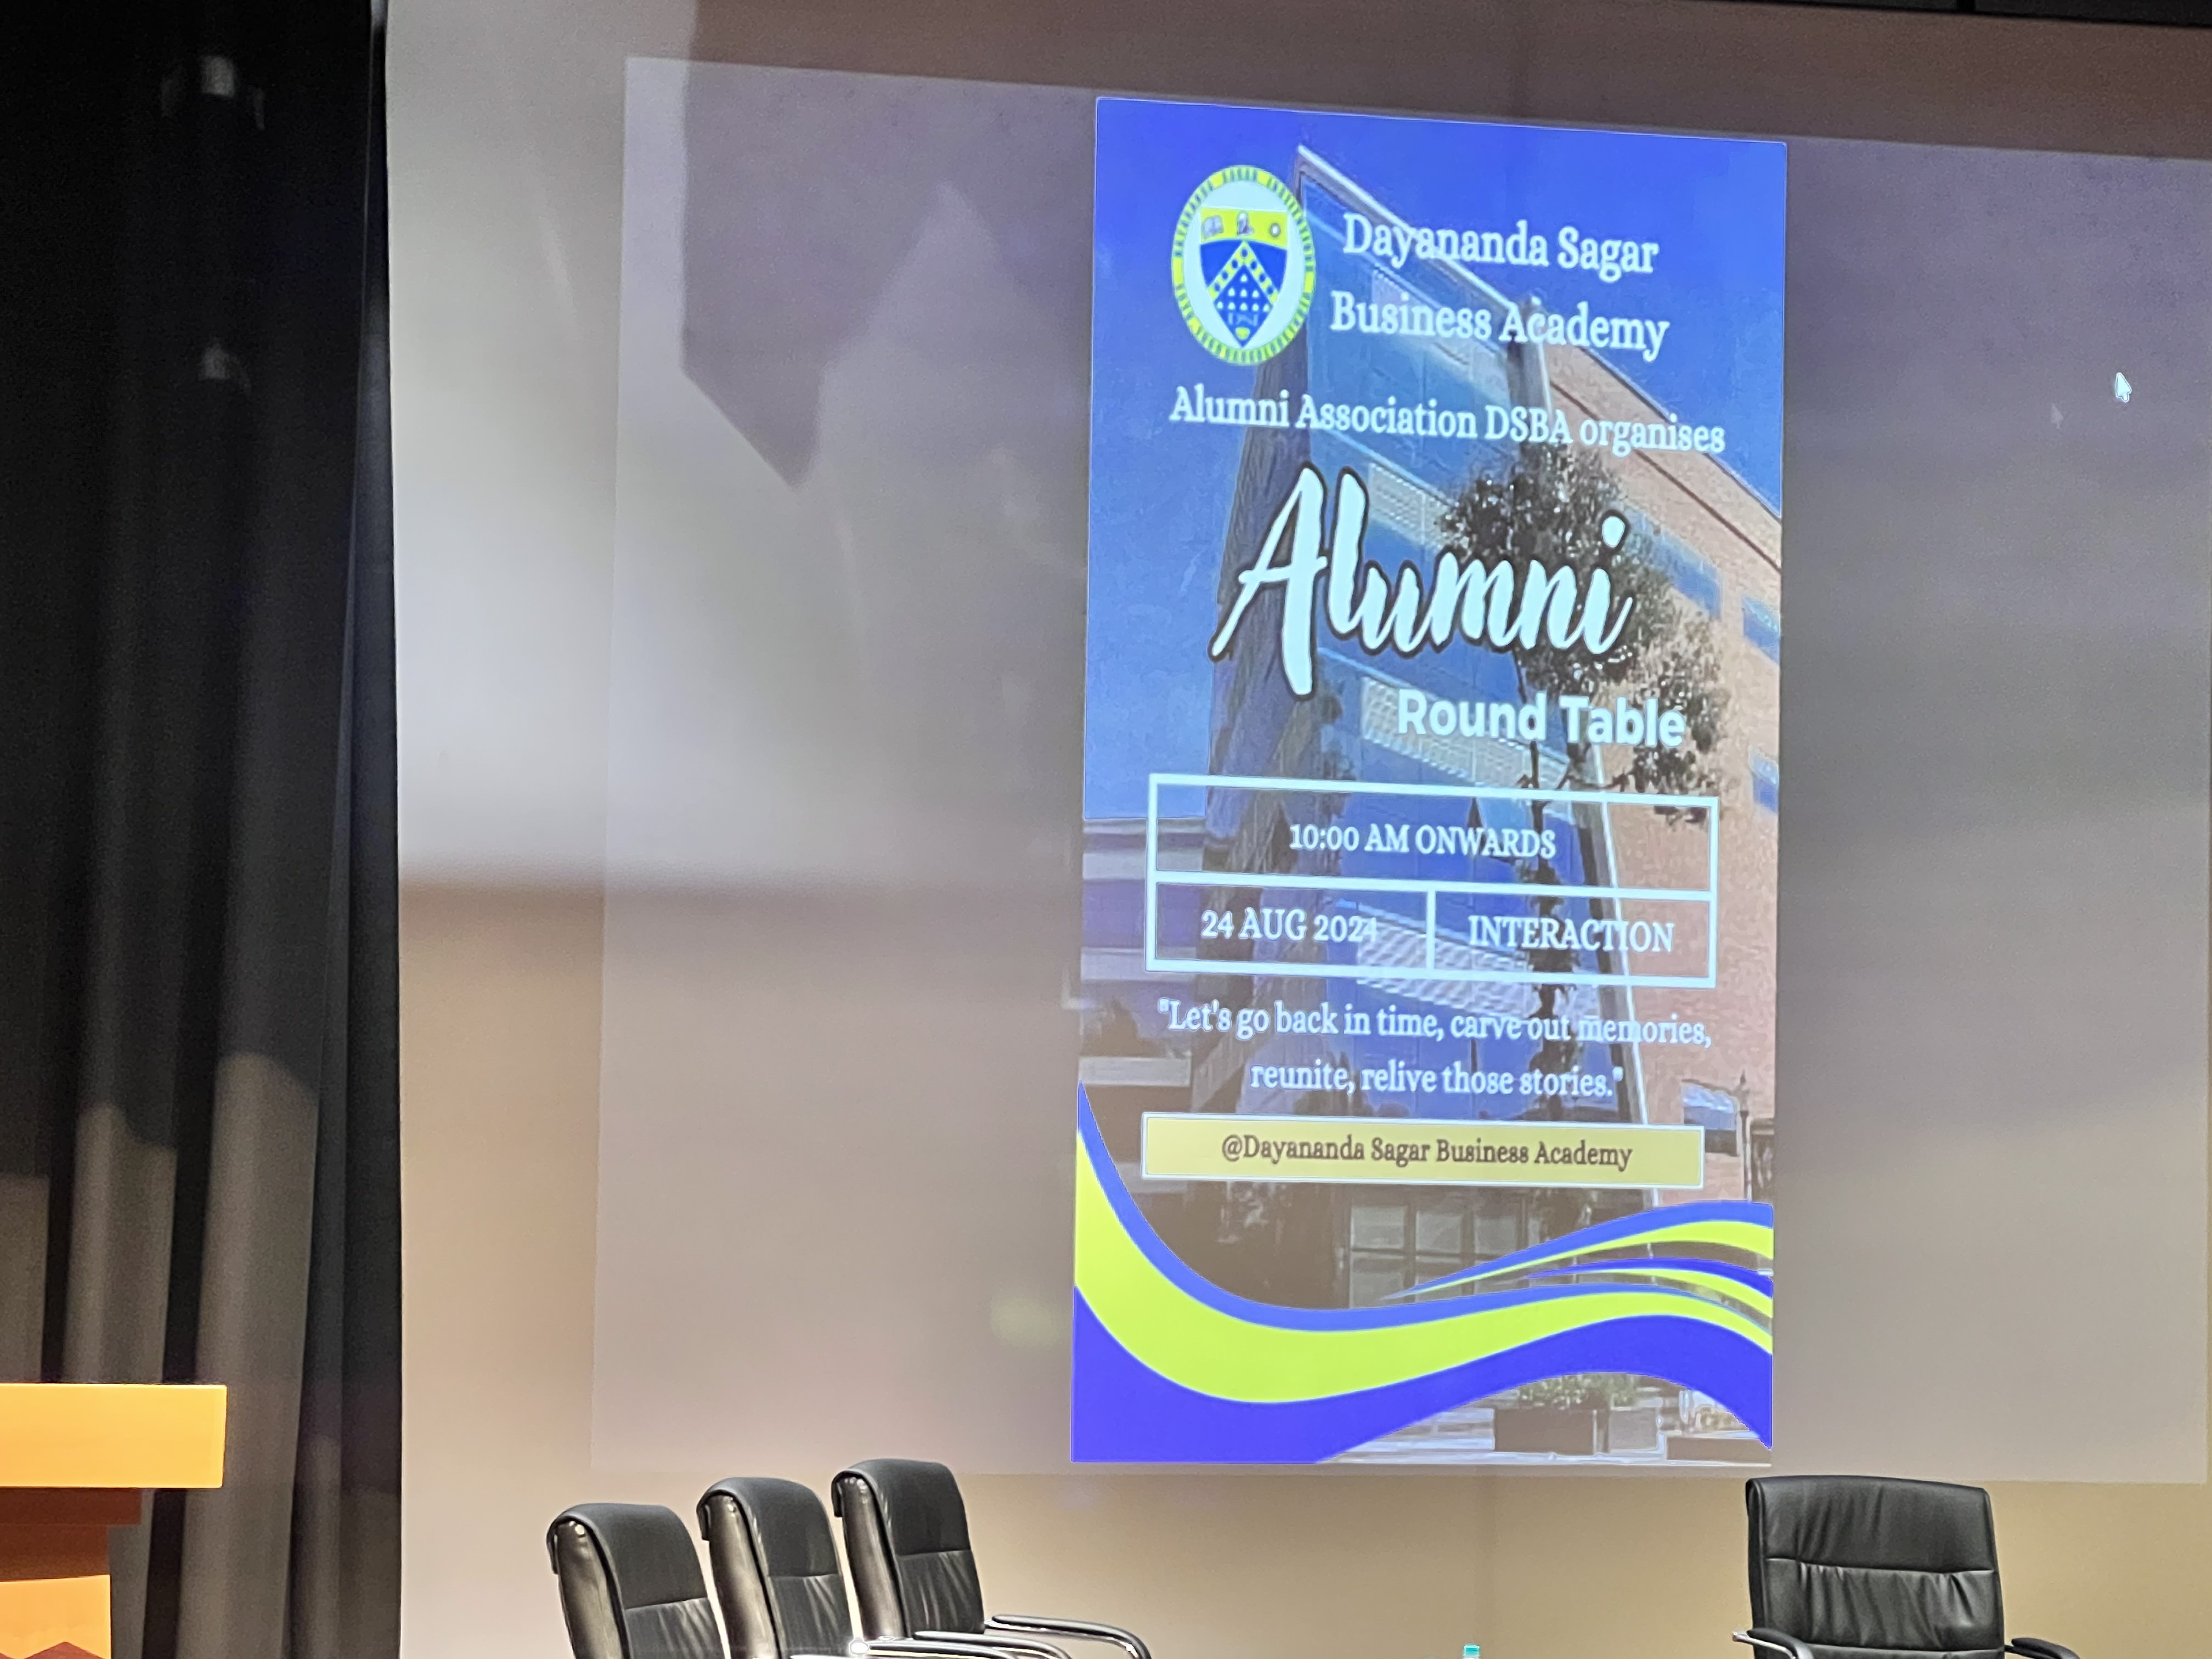 Dayananda Sagar
Business Academy
Alumni Association DSBA organises
Alumni
Round Table
10:00 AM ONWARDS
24 AUG 2024
INTERACTION
"Let's go back in time, carve out memories,
reunite, relive those stories."
@Dayananda Sagar Business Academy